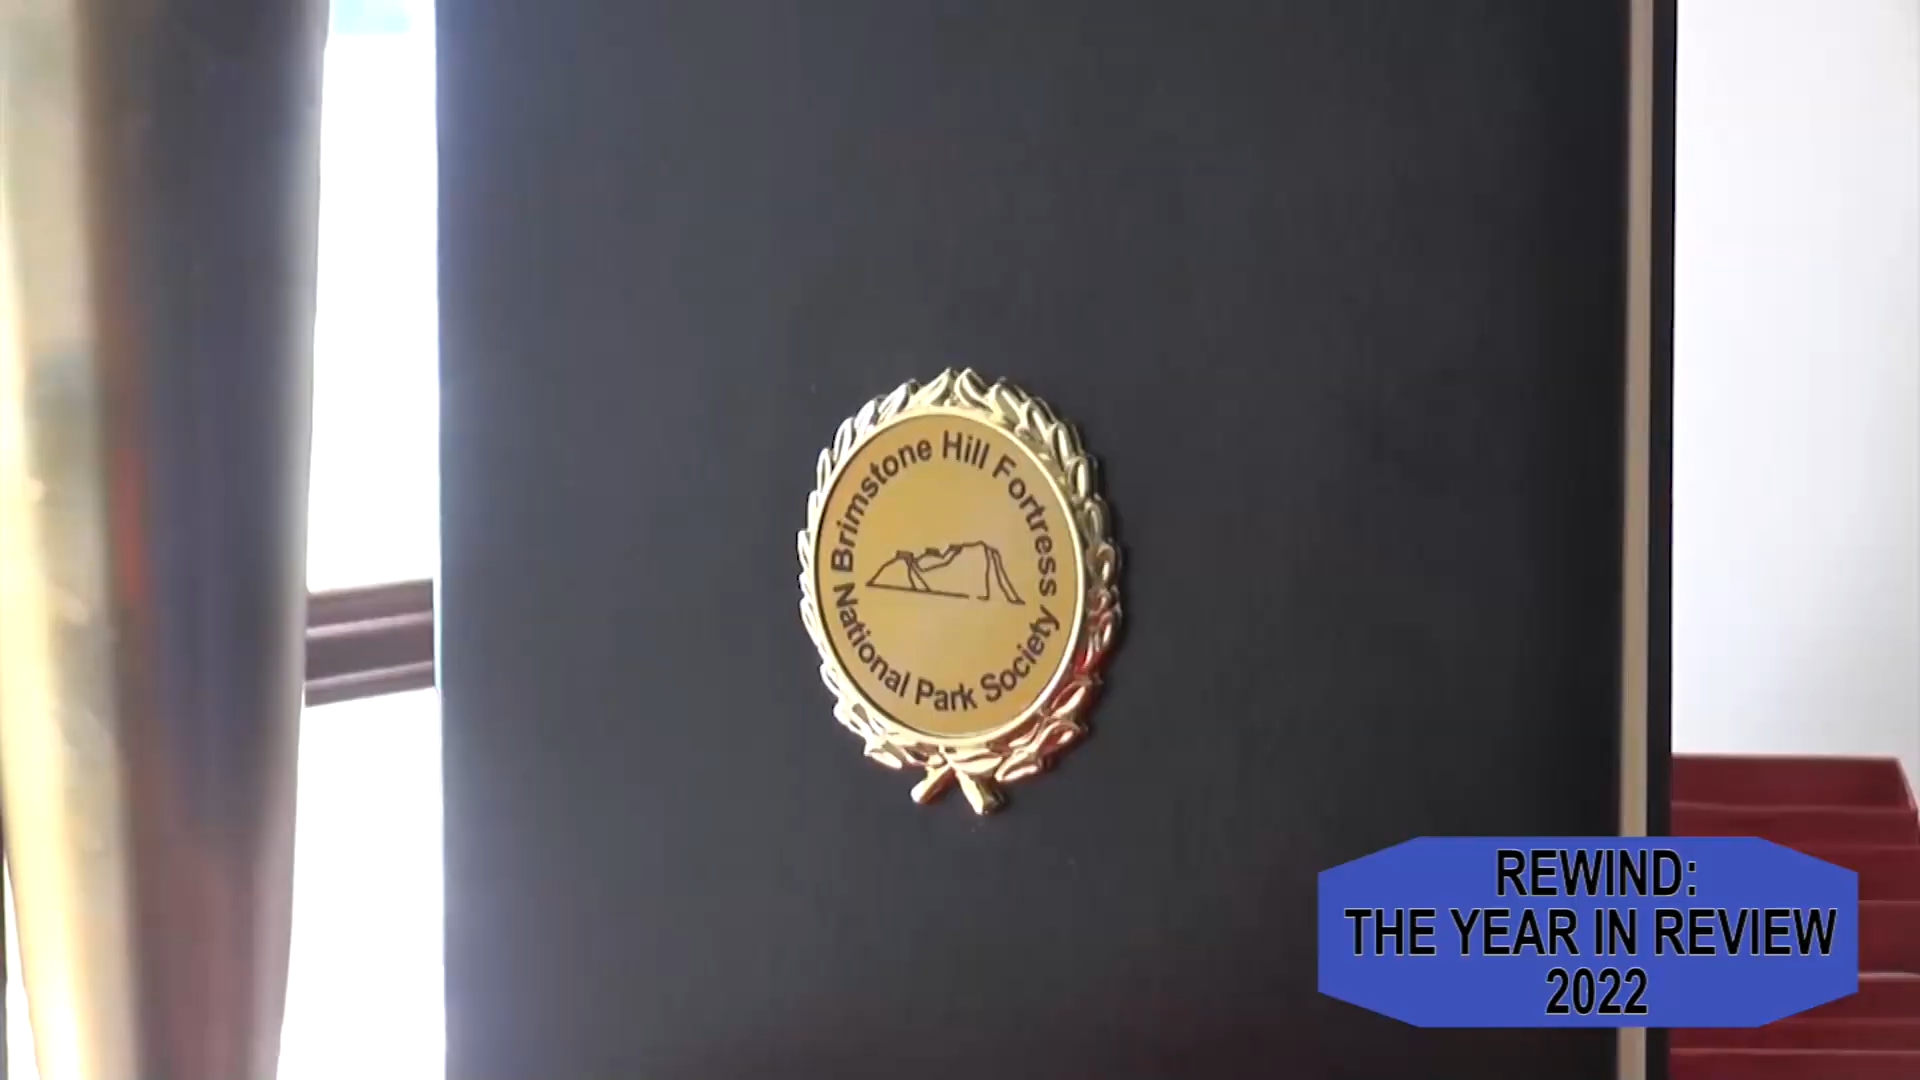 Brimstone Hill Fortress
National Park Society
REWIND:
THE YEAR IN REVIEW
2022